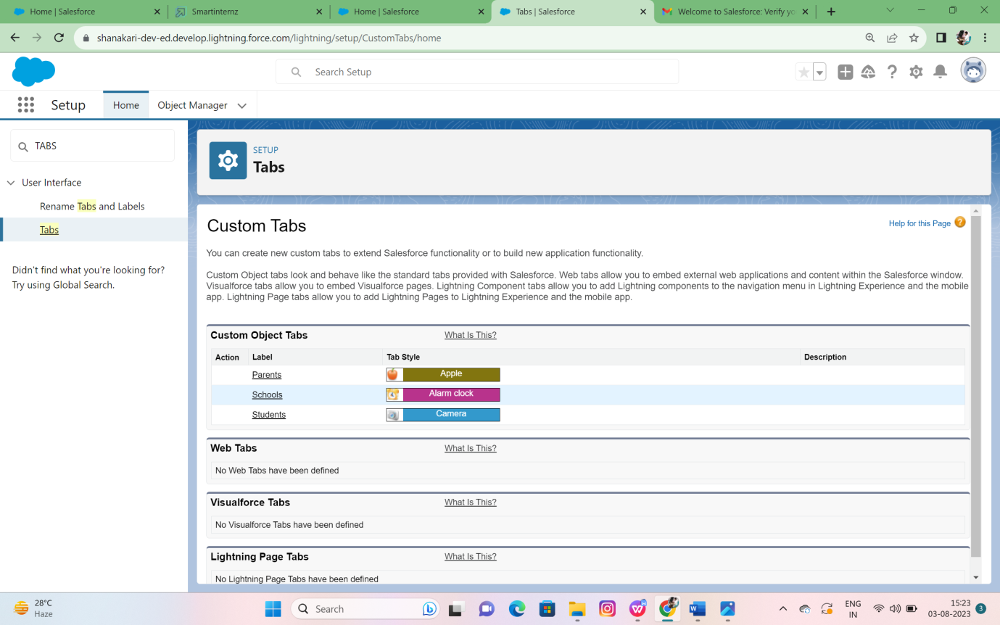 Home | Salesforce
Smartinternz
Home | Salesforce
Tabs | Salesforce
Welcome to Salesforce: Verify yo
shanakari-dev-ed.develop.lightning.force.com/lightning/setup/CustomTabs/home
Search Setup
Setup
Home
Object Manager
TABS
User Interface
Rename Tabs and Labels
Tabs
Didn't find what you're looking for?
Try using Global Search.
SETUP
Tabs
Custom Tabs
Help for this Page
You can create new custom tabs to extend Salesforce functionality or to build new application functionality.
Custom Object tabs look and behave like the standard tabs provided with Salesforce. Web tabs allow you to embed external web applications and content within the Salesforce window.
Visualforce tabs allow you to embed Visualforce pages. Lightning Component tabs allow you to add Lightning components to the navigation menu in Lightning Experience and the mobile
app. Lightning Page tabs allow you to add Lightning Pages to Lightning Experience and the mobile app.
Custom Object Tabs What Is This?
Action Label Tab Style Description
Parents Apple
Schools Alarm clock
Students Camera
Web Tabs What Is This?
No Web Tabs have been defined
Visualforce Tabs What Is This?
No Visualforce Tabs have been defined
Lightning Page Tabs What Is This?
No Lightning Page Tabs have been defined
28°C
Haze
Search
ENG
IN
15:23
03-08-2023
3